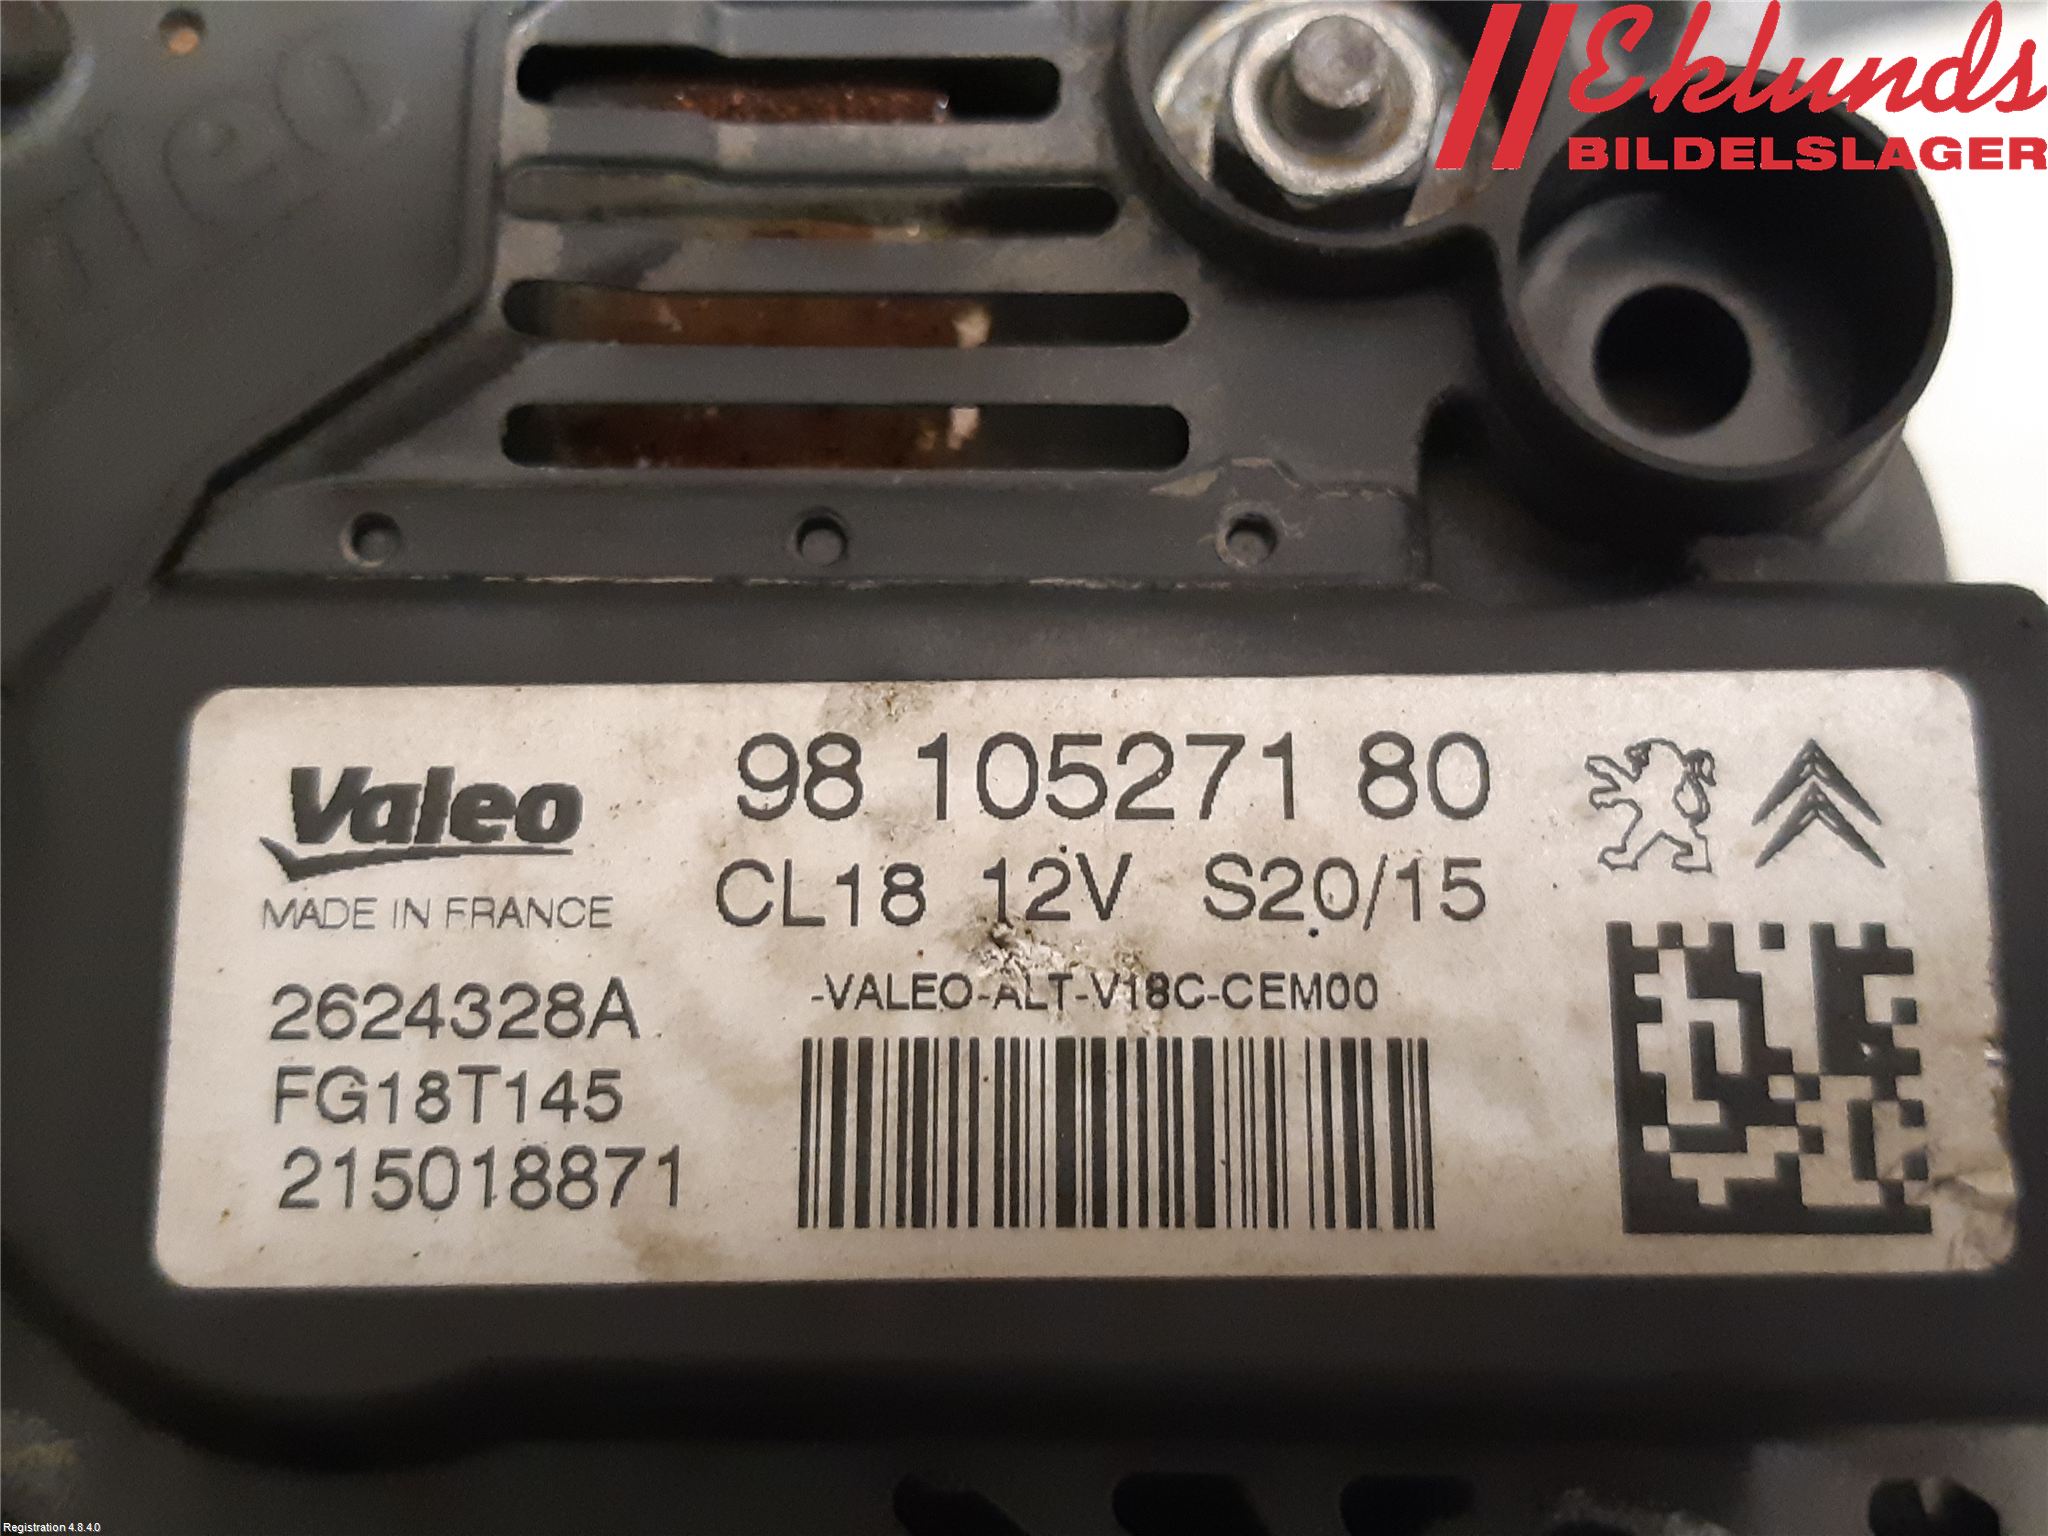 Eklunds
BILDELSLAGER
Valeo
MADE IN FRANCE
98 105271 80
CL18 12V S20/15
2624328A
FG18T145
215018871
-VALEO-ALT-V18C-CEM00
Registration 4.8.4.0